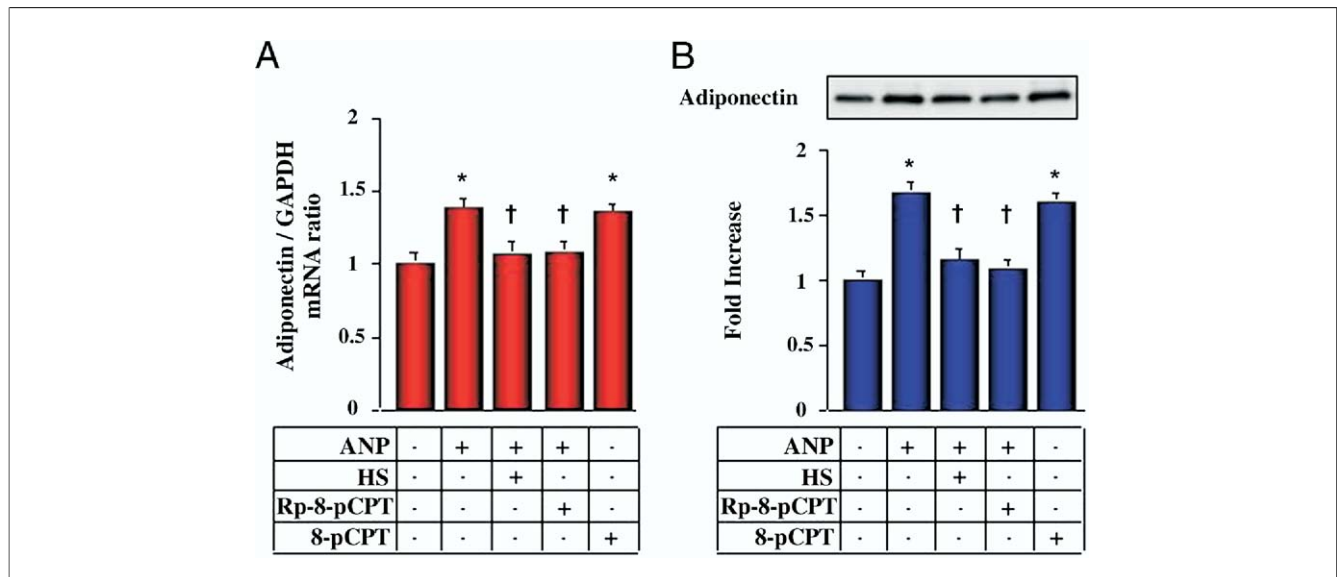 A
Adiponectin / GAPDH
mRNA ratio
2
1.5
1
0.5
0
* † † *
ANP - + + + -
HS - - + - -
Rp-8-pCPT - - - + -
8-pCPT - - - - +
B
Adiponectin
Fold Increase
2
1.5
1
0.5
0
* † † *
ANP - + + + -
HS - - + - -
Rp-8-pCPT - - - + -
8-pCPT - - - - +